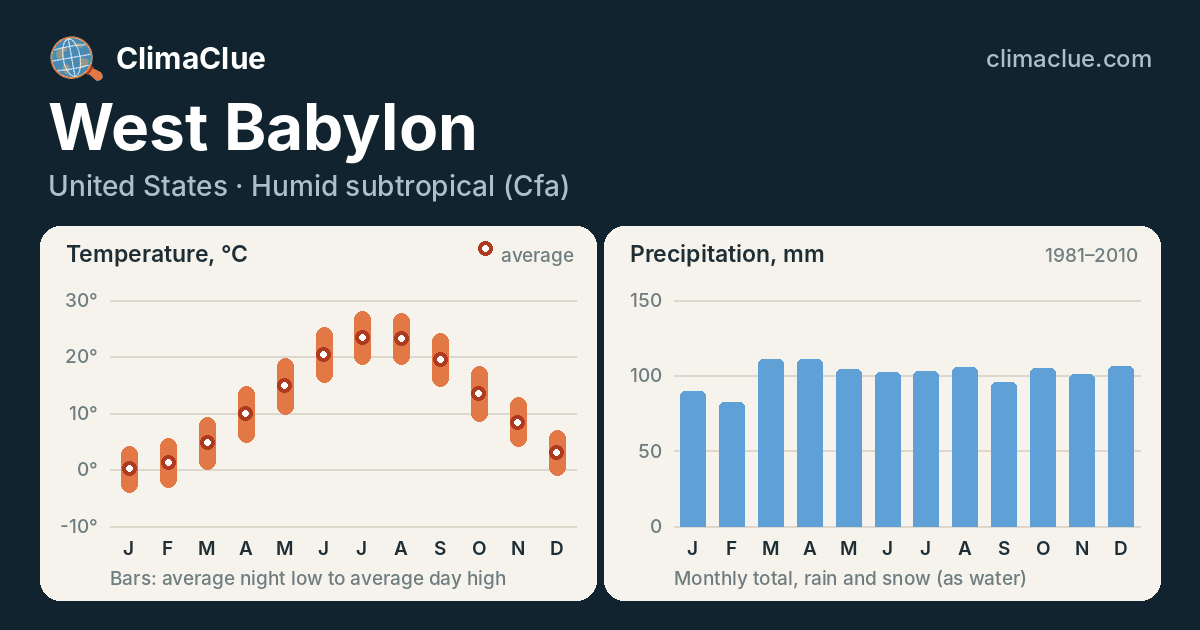 ClimaClue
climaclue.com
West Babylon
United States · Humid subtropical (Cfa)
Temperature, °C
average
30°
20°
10°
0°
-10°
J F M A M J J A S O N D
Bars: average night low to average day high
Precipitation, mm
1981–2010
150
100
50
0
J F M A M J J A S O N D
Monthly total, rain and snow (as water)